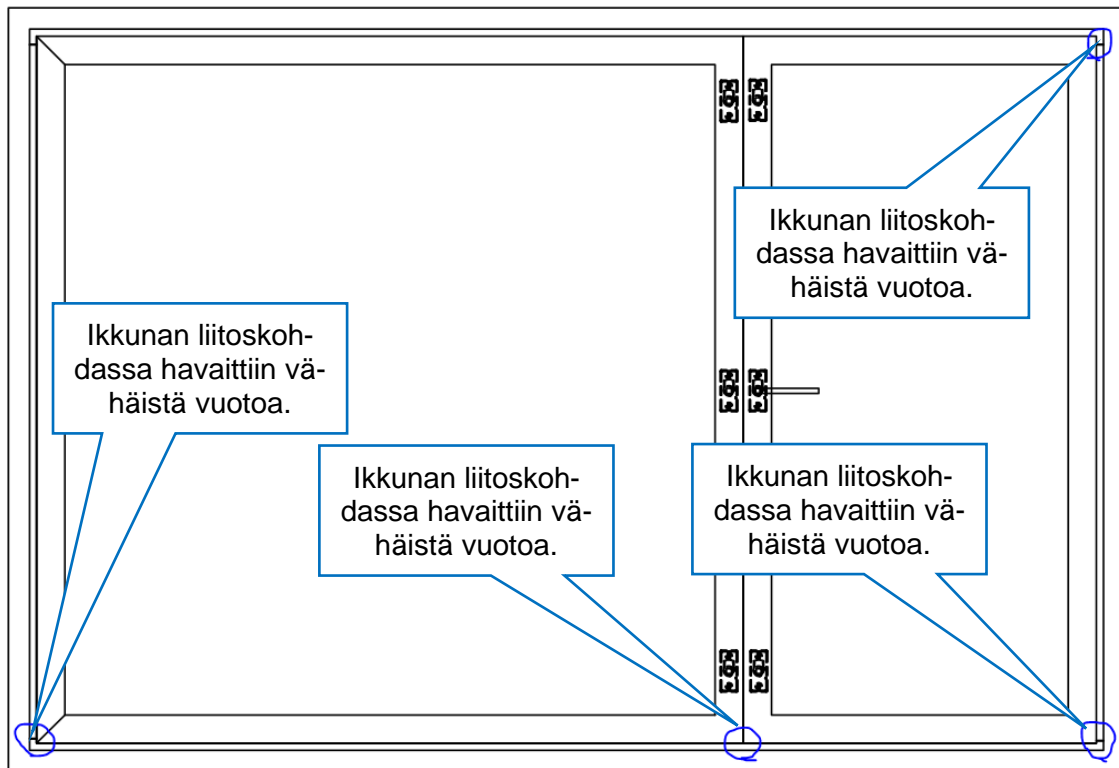 Ikkunan liitoskoh-
dassa havaittiin vä-
häistä vuotoa.
Ikkunan liitoskoh-
dassa havaittiin vä-
häistä vuotoa.
Ikkunan liitoskoh-
dassa havaittiin vä-
häistä vuotoa.
Ikkunan liitoskoh-
dassa havaittiin vä-
häistä vuotoa.